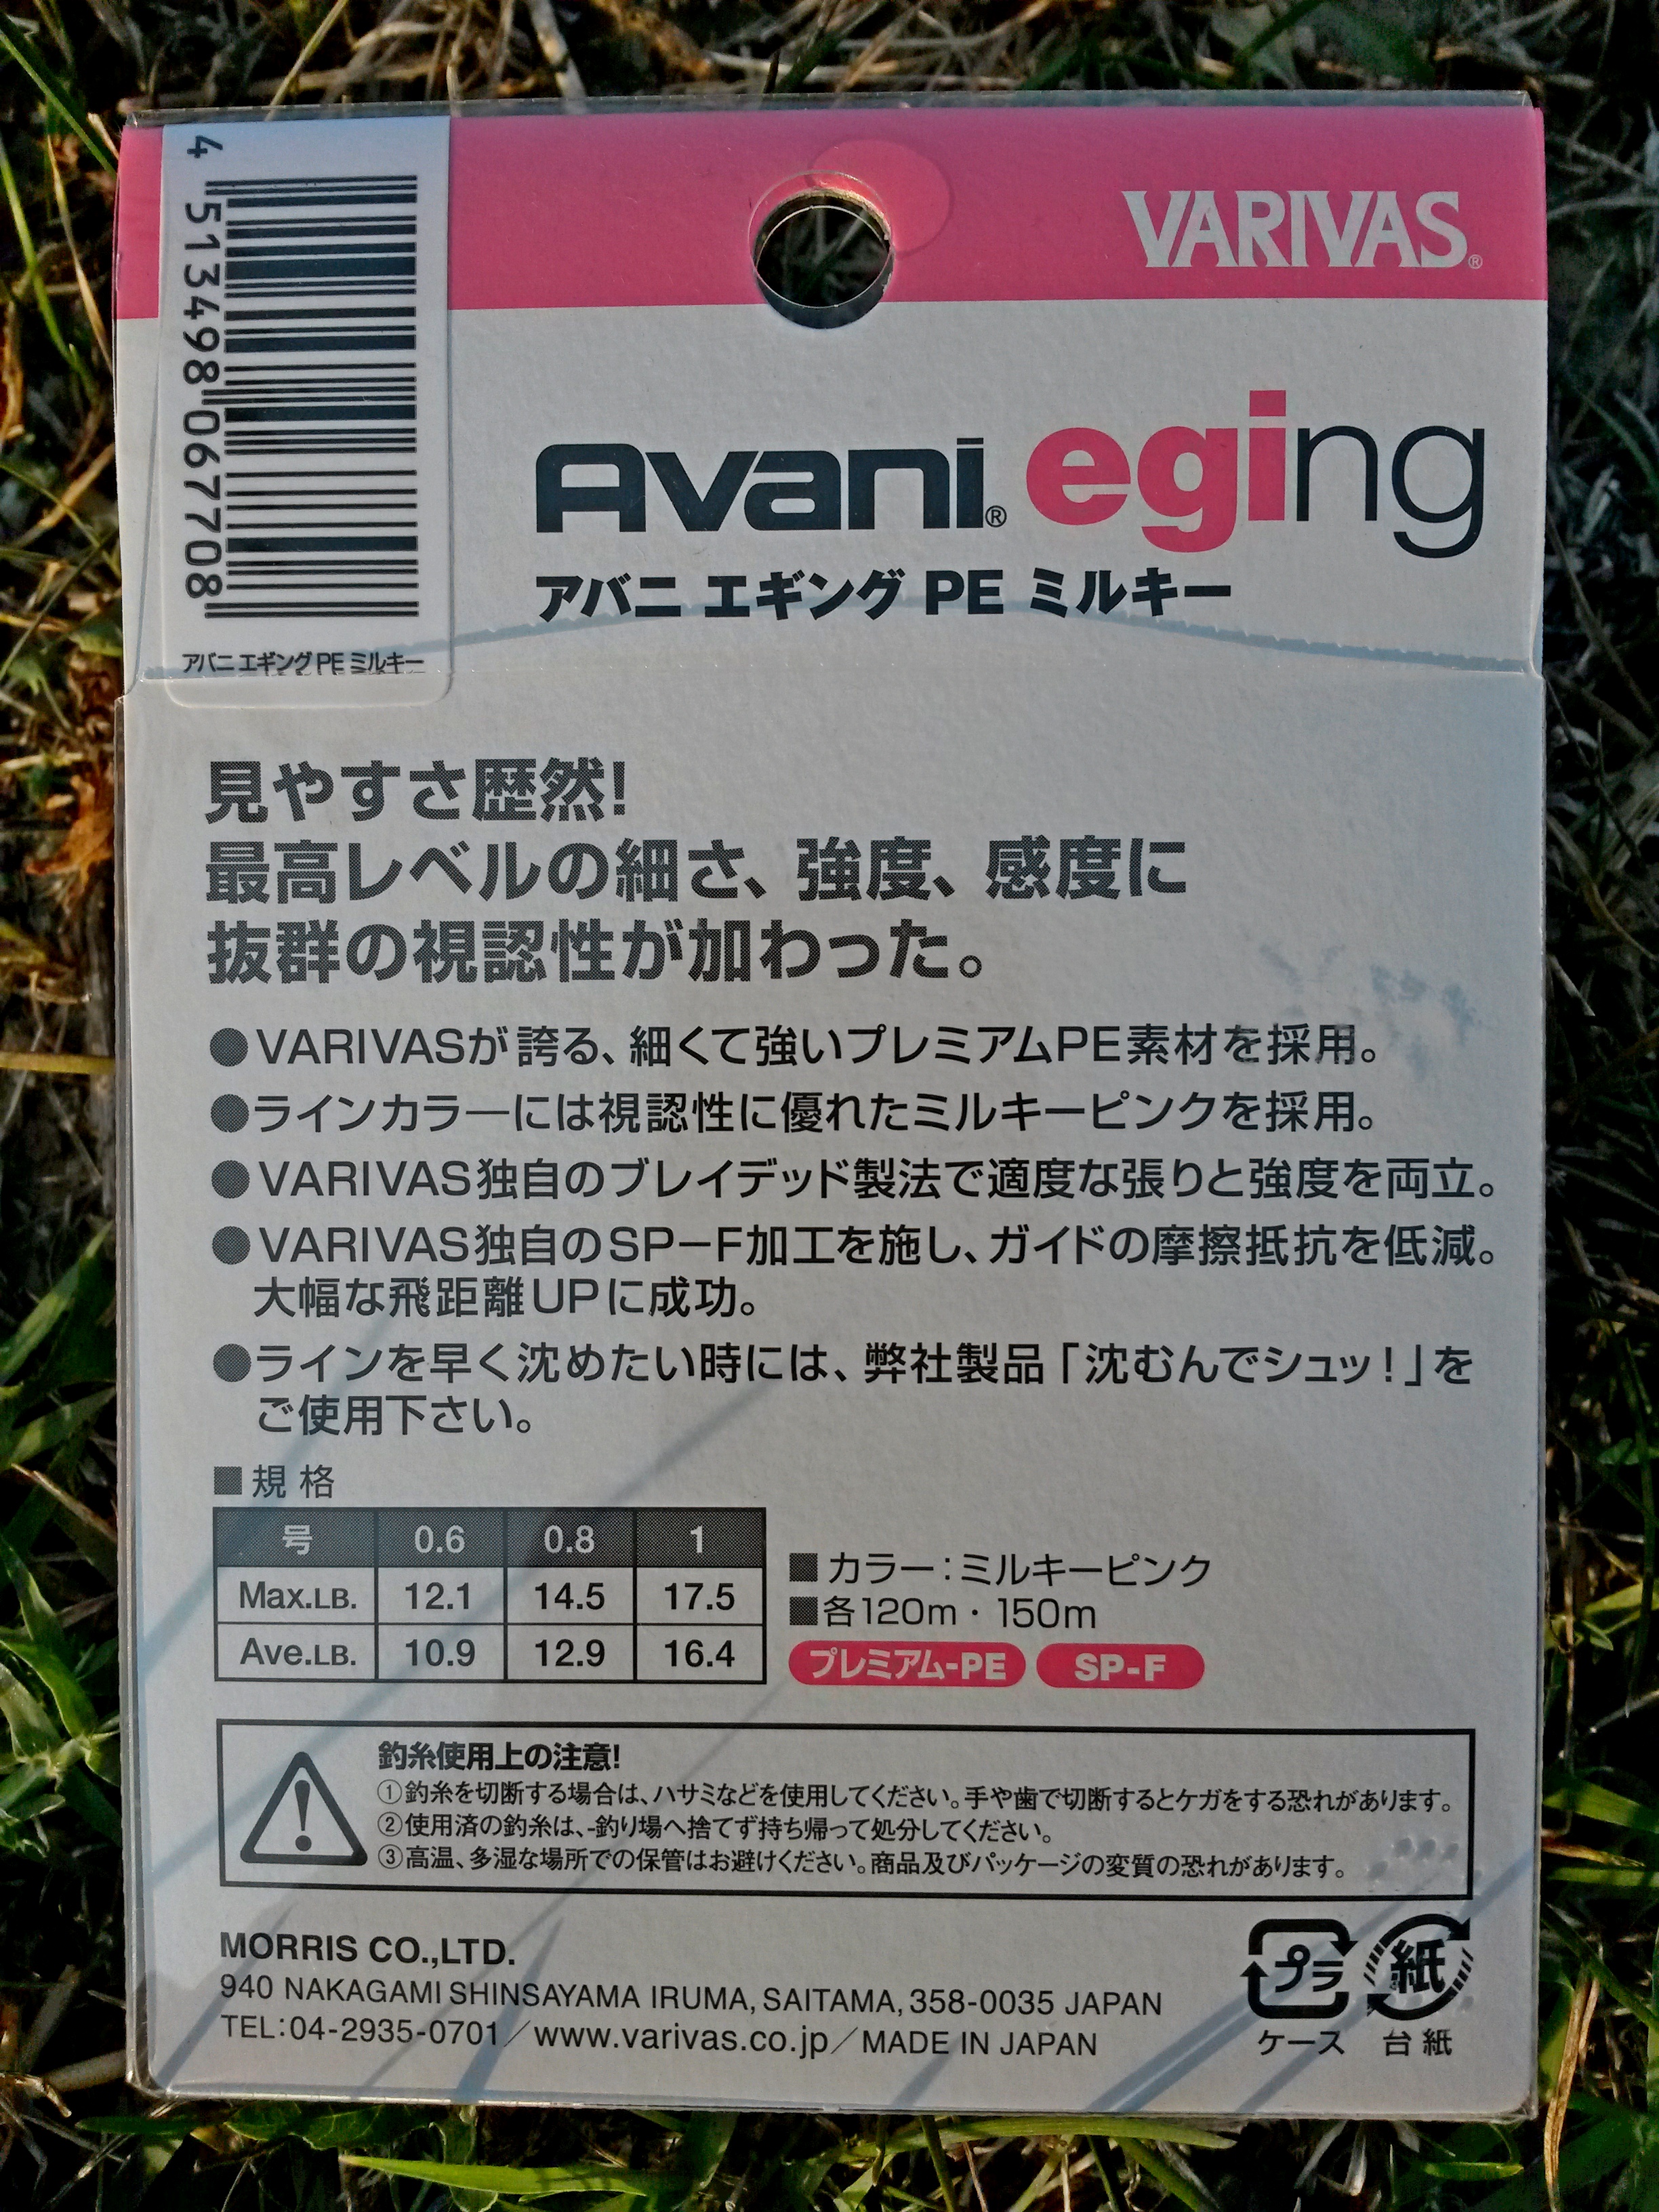 4 513498 067708
アバニ エギング PE ミルキー
VARIVAS®
Avani® eging
アバニ エギング PE ミルキー
見やすさ歴然!
最高レベルの細さ、強度、感度に
抜群の視認性が加わった。
●VARIVASが誇る、細くて強いプレミアムPE素材を採用。
●ラインカラーには視認性に優れたミルキーピンクを採用。
●VARIVAS独自のブレイデッド製法で適度な張りと強度を両立。
●VARIVAS独自のSP−F加工を施し、ガイドの摩擦抵抗を低減。
大幅な飛距離UPに成功。
●ラインを早く沈めたい時には、弊社製品「沈むんでシュッ!」を
ご使用下さい。
■規格
号 0.6 0.8 1
Max.LB. 12.1 14.5 17.5
Ave.LB. 10.9 12.9 16.4
■カラー:ミルキーピンク
■各120m・150m
プレミアム-PE SP-F
釣糸使用上の注意!
①釣糸を切断する場合は、ハサミなどを使用してください。手や歯で切断するとケガをする恐れがあります。
②使用済の釣糸は、-釣り場へ捨てず持ち帰って処分してください。
③高温、多湿な場所での保管はお避けください。商品及びパッケージの変質の恐れがあります。
MORRIS CO.,LTD.
940 NAKAGAMI SHINSAYAMA IRUMA, SAITAMA, 358-0035 JAPAN
TEL:04-2935-0701/www.varivas.co.jp/MADE IN JAPAN
プラ 紙
ケース 台紙